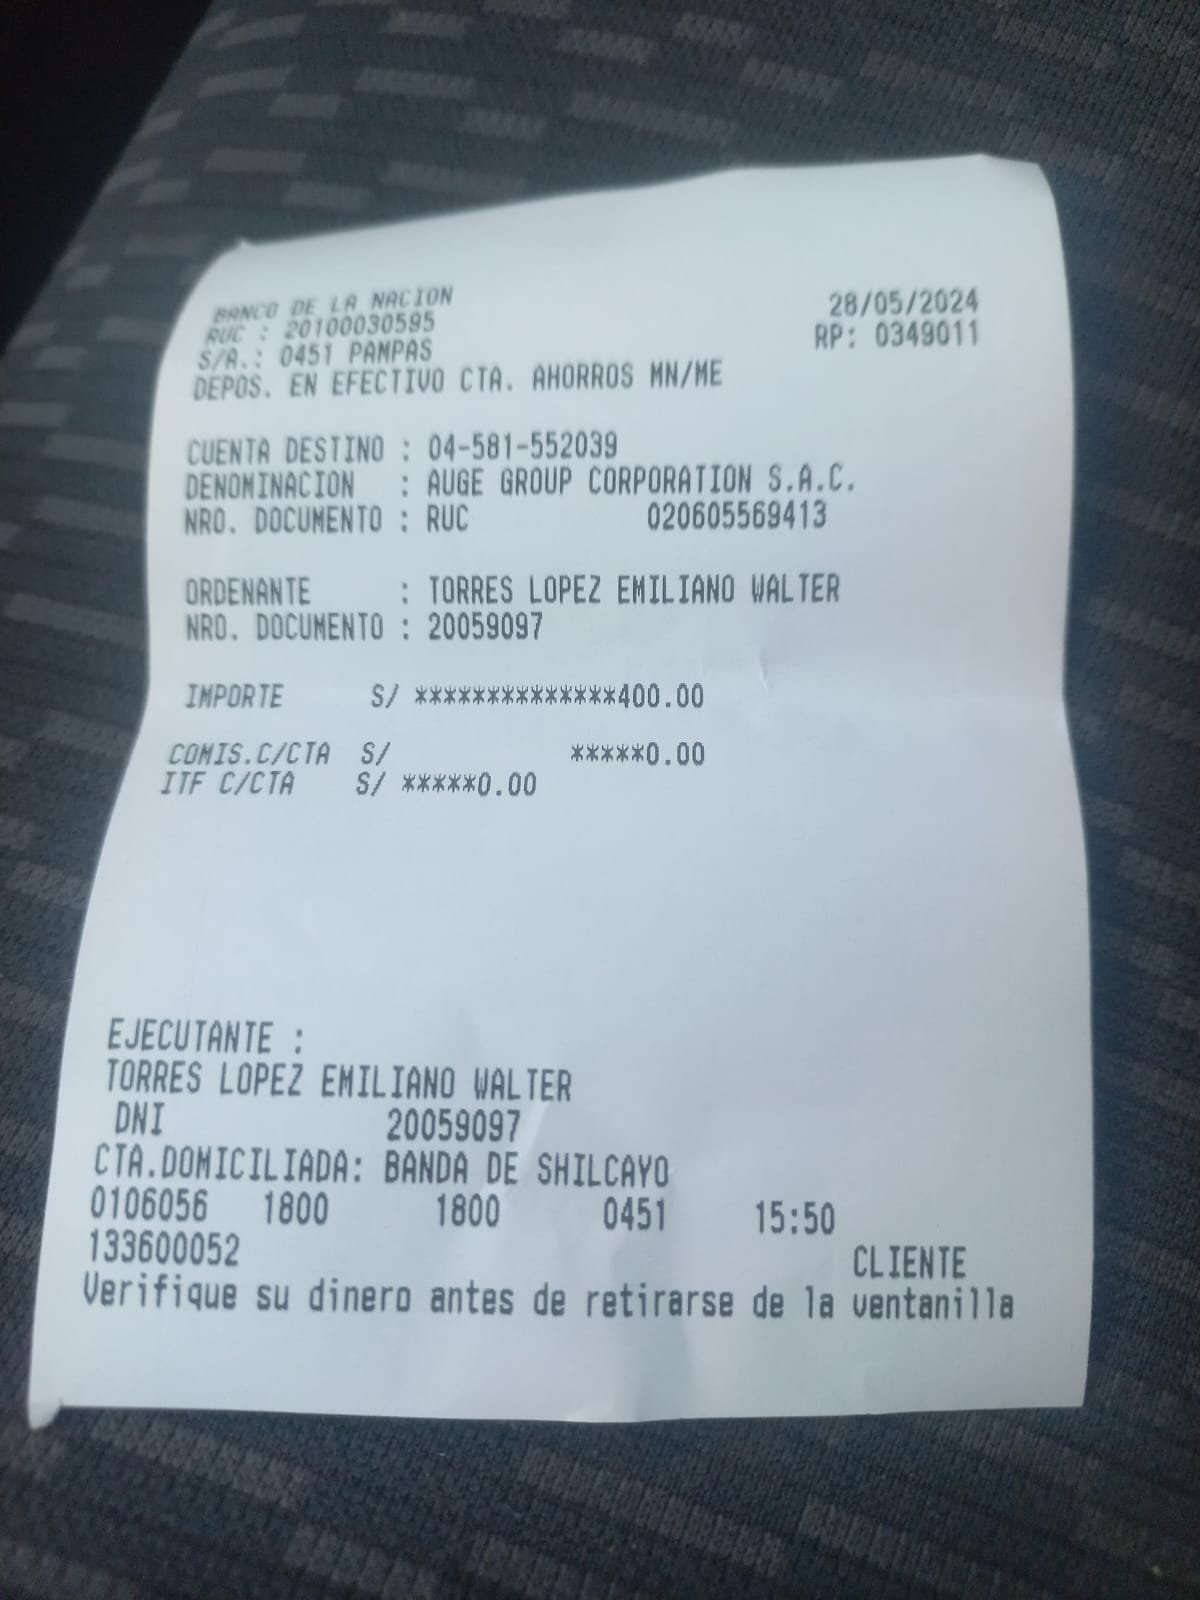 BANCO DE LA NACION 28/05/2024
RUC : 20100030595 RP: 0349011
S/A.: 0451 PAMPAS
DEPOS. EN EFECTIVO CTA. AHORROS MN/ME
CUENTA DESTINO : 04-581-552039
DENOMINACION : AUGE GROUP CORPORATION S.A.C.
NRO. DOCUMENTO : RUC 020605569413
ORDENANTE : TORRES LOPEZ EMILIANO WALTER
NRO. DOCUMENTO : 20059097
IMPORTE S/ **************400.00
COMIS.C/CTA S/ *****0.00
ITF C/CTA S/ *****0.00
EJECUTANTE :
TORRES LOPEZ EMILIANO WALTER
DNI 20059097
CTA.DOMICILIADA: BANDA DE SHILCAYO
0106056 1800 1800 0451 15:50
133600052 CLIENTE
Verifique su dinero antes de retirarse de la ventanilla